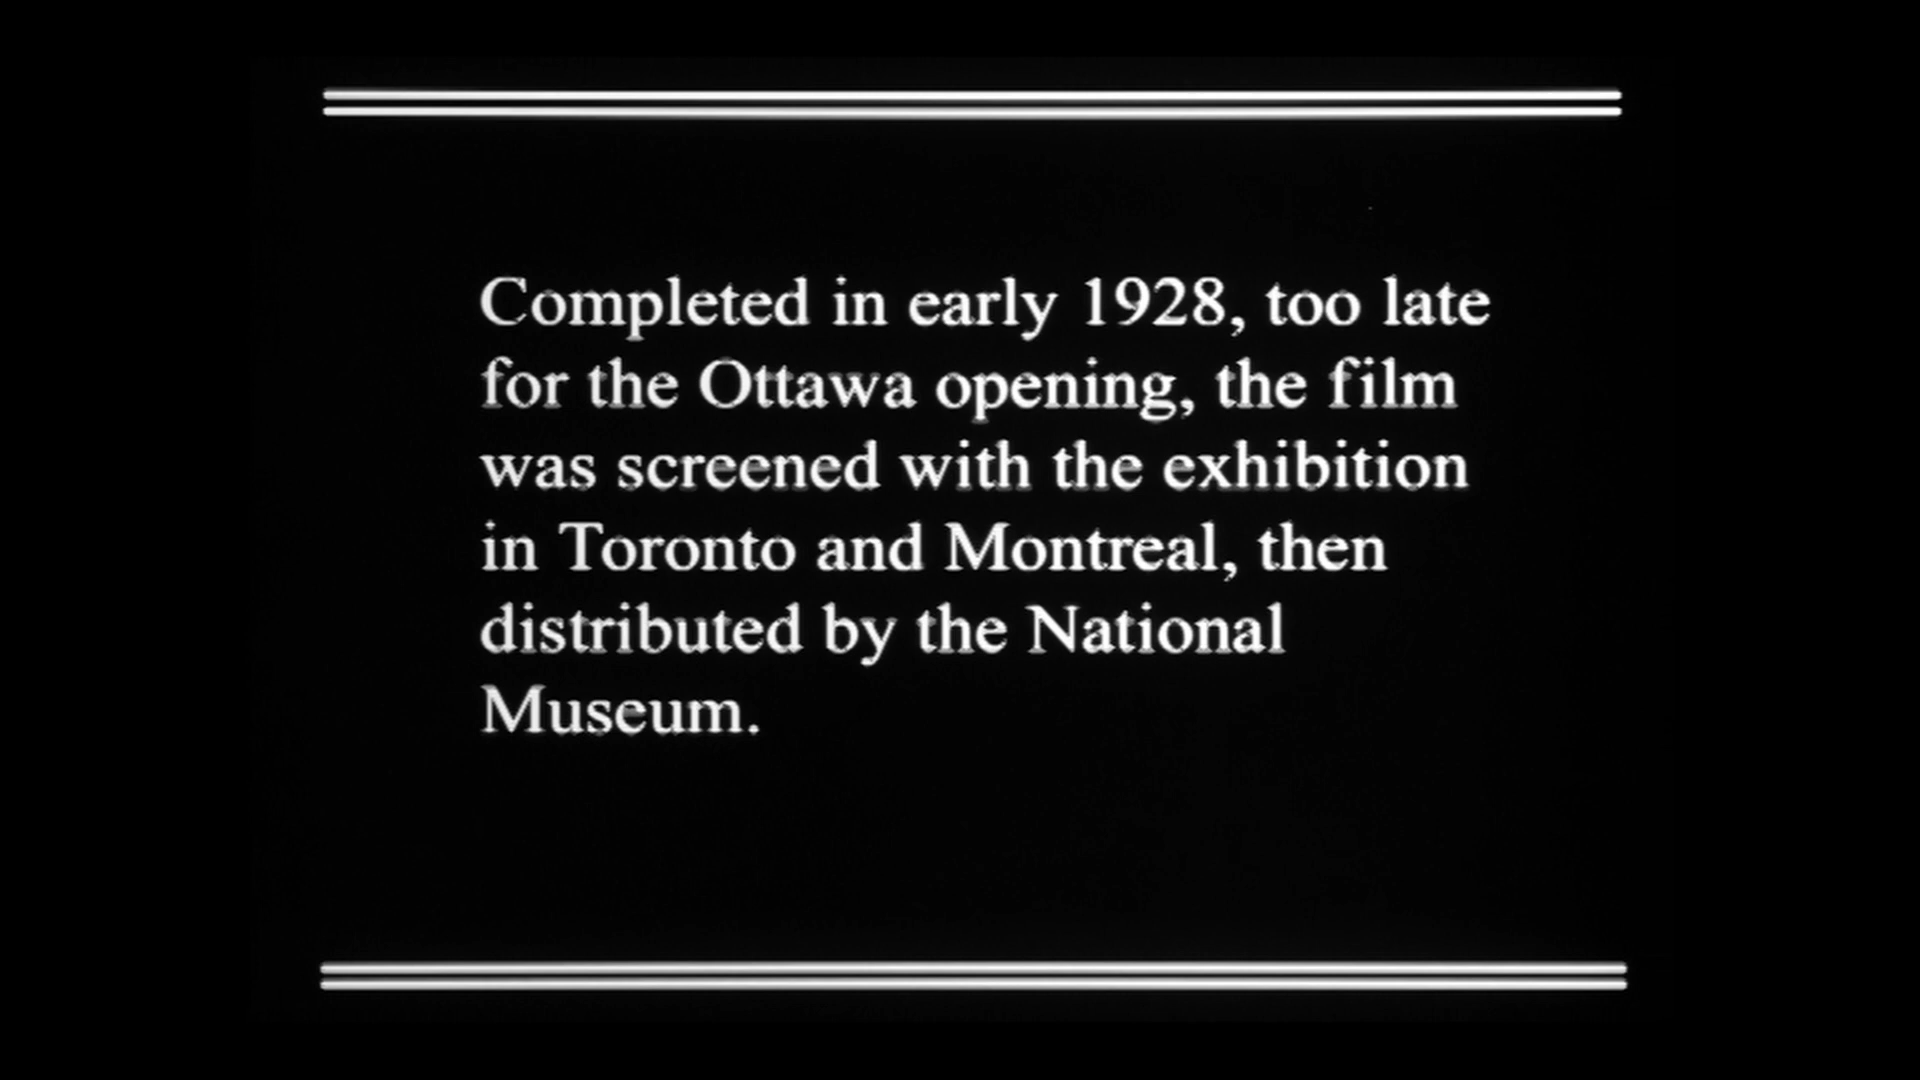 Completed in early 1928, too late
for the Ottawa opening, the film
was screened with the exhibition
in Toronto and Montreal, then
distributed by the National
Museum.